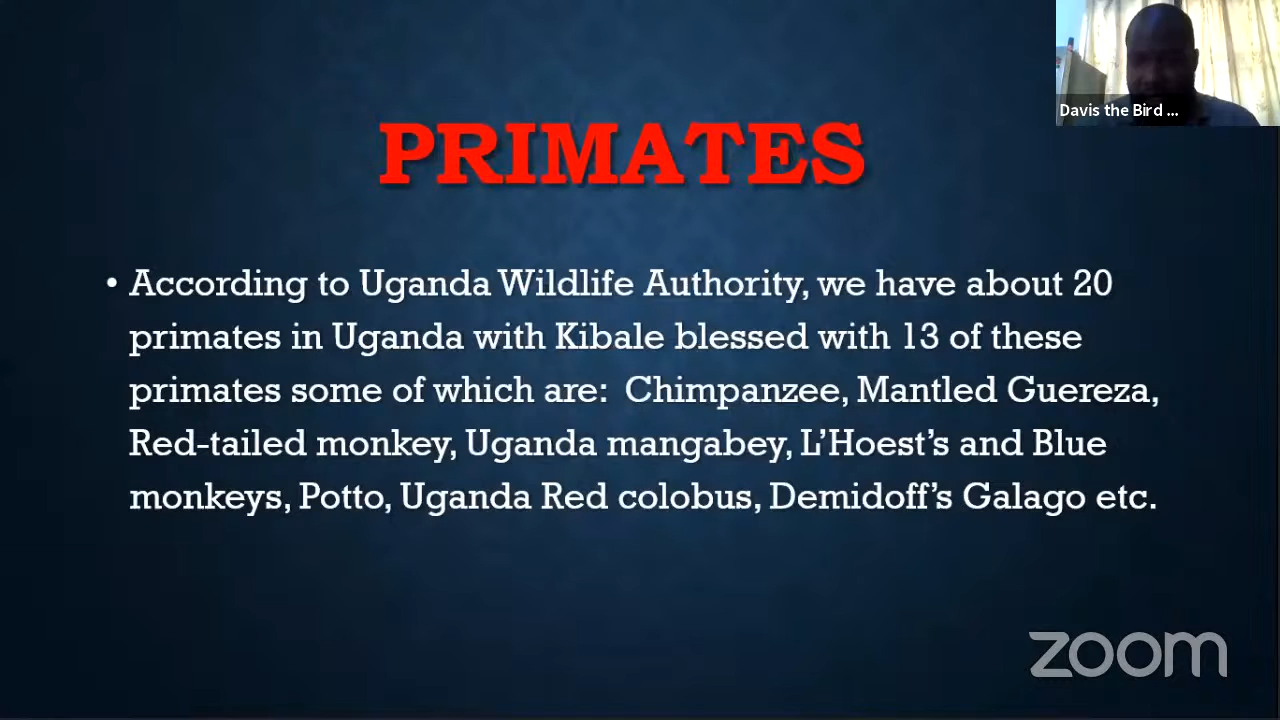 Davis the Bird ...
PRIMATES
• According to Uganda Wildlife Authority, we have about 20
primates in Uganda with Kibale blessed with 13 of these
primates some of which are: Chimpanzee, Mantled Guereza,
Red-tailed monkey, Uganda mangabey, L’Hoest’s and Blue
monkeys, Potto, Uganda Red colobus, Demidoff’s Galago etc.
zoom